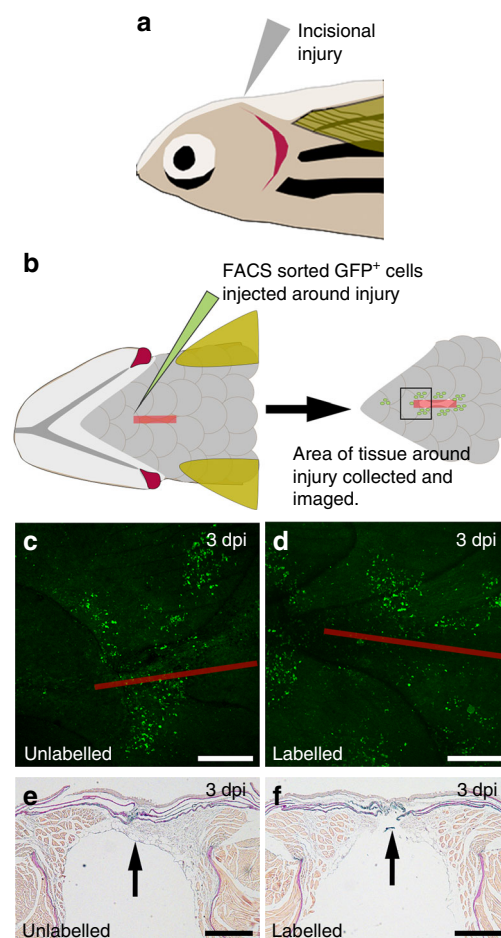 a
Incisional
injury
b
FACS sorted GFP+ cells
injected around injury
Area of tissue around
injury collected and
imaged.
c
3 dpi
Unlabelled
d
3 dpi
Labelled
e
3 dpi
Unlabelled
f
3 dpi
Labelled